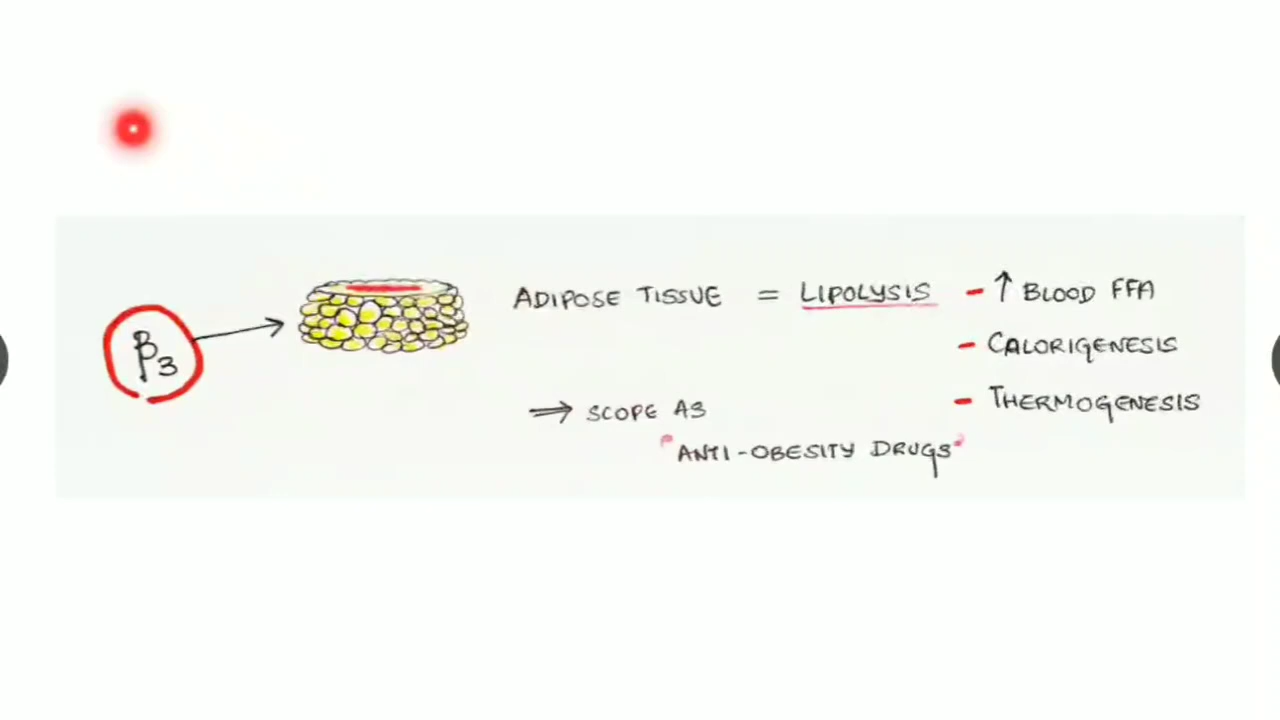 β3
ADIPOSE TISSUE = LIPOLYSIS - ↑ BLOOD FFA
- CALORIGENESIS
- THERMOGENESIS
⇒ SCOPE AS
"ANTI-OBESITY DRUGS"